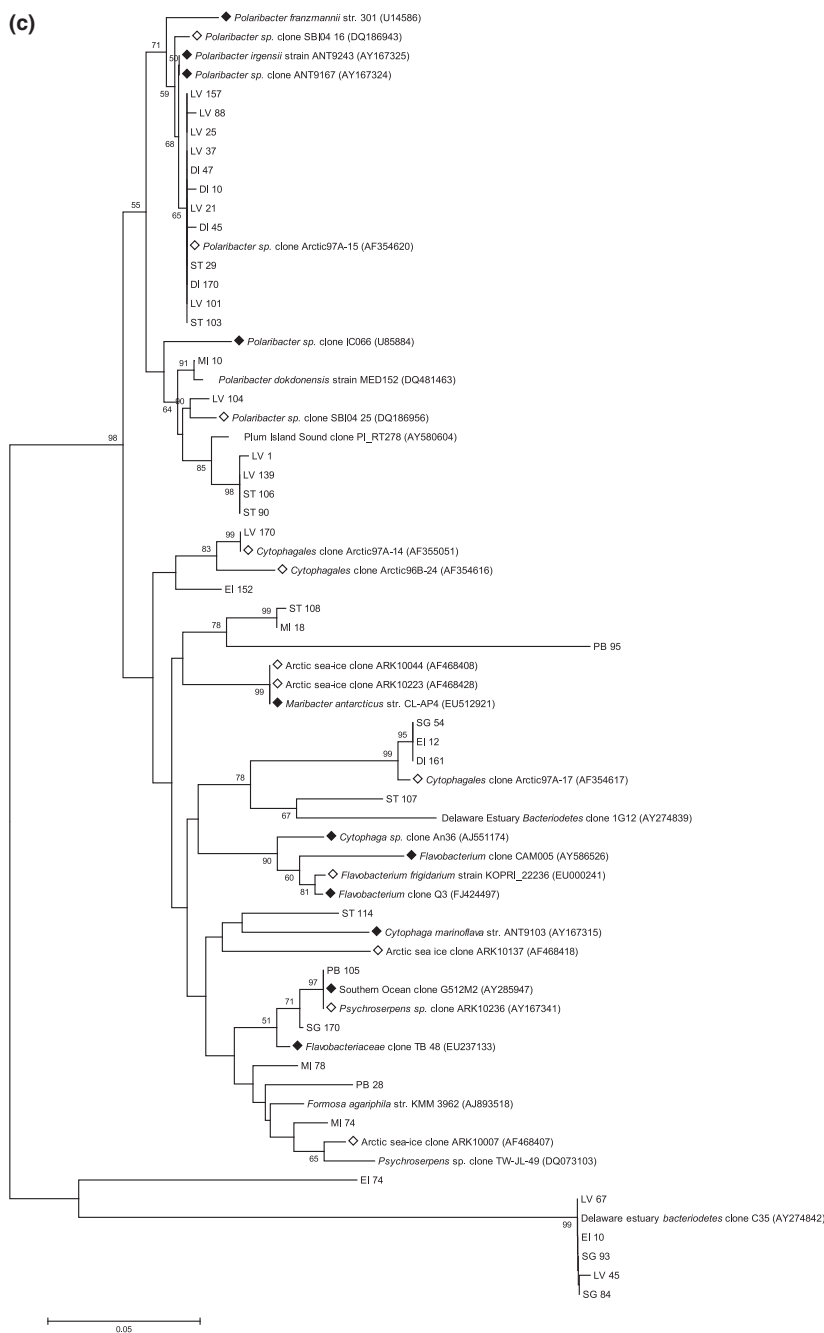 (c)
Polaribacter franzmannii str. 301 (U14586)
Polaribacter sp. clone SBI04 16 (DQ186943)
71
50
Polaribacter irgensii strain ANT9243 (AY167325)
Polaribacter sp. clone ANT9167 (AY167324)
59
LV 157
LV 88
LV 25
68
LV 37
DI 47
DI 10
LV 21
55
65
DI 45
Polaribacter sp. clone Arctic97A-15 (AF354620)
ST 29
DI 170
LV 101
ST 103
Polaribacter sp. clone IC066 (U85884)
MI 10
91
Polaribacter dokdonensis strain MED152 (DQ481463)
LV 104
64
Polaribacter sp. clone SBI04 25 (DQ186956)
Plum Island Sound clone PI_RT278 (AY580604)
98
LV 1
85
LV 139
98
ST 106
ST 90
LV 170
99
83
Cytophagales clone Arctic97A-14 (AF355051)
Cytophagales clone Arctic96B-24 (AF354616)
EI 152
ST 108
99
78
MI 18
PB 95
Arctic sea-ice clone ARK10044 (AF468408)
Arctic sea-ice clone ARK10223 (AF468428)
99
Maribacter antarcticus str. CL-AP4 (EU512921)
SG 54
95
EI 12
99
DI 161
78
Cytophagales clone Arctic97A-17 (AF354617)
ST 107
67
Delaware Estuary Bacteriodetes clone 1G12 (AY274839)
Cytophaga sp. clone An36 (AJ551174)
90
Flavobacterium clone CAM005 (AY586526)
60
Flavobacterium frigidarium strain KOPRI_22236 (EU000241)
81
Flavobacterium clone Q3 (FJ424497)
ST 114
Cytophaga marinoflava str. ANT9103 (AY167315)
Arctic sea ice clone ARK10137 (AF468418)
PB 105
97
Southern Ocean clone G512M2 (AY285947)
71
Psychroserpens sp. clone ARK10236 (AY167341)
51
SG 170
Flavobacteriaceae clone TB 48 (EU237133)
MI 78
PB 28
Formosa agariphila str. KMM 3962 (AJ893518)
MI 74
Arctic sea-ice clone ARK10007 (AF468407)
65
Psychroserpens sp. clone TW-JL-49 (DQ073103)
EI 74
LV 67
99
Delaware estuary bacteriodetes clone C35 (AY274842)
EI 10
SG 93
LV 45
SG 84
0.05